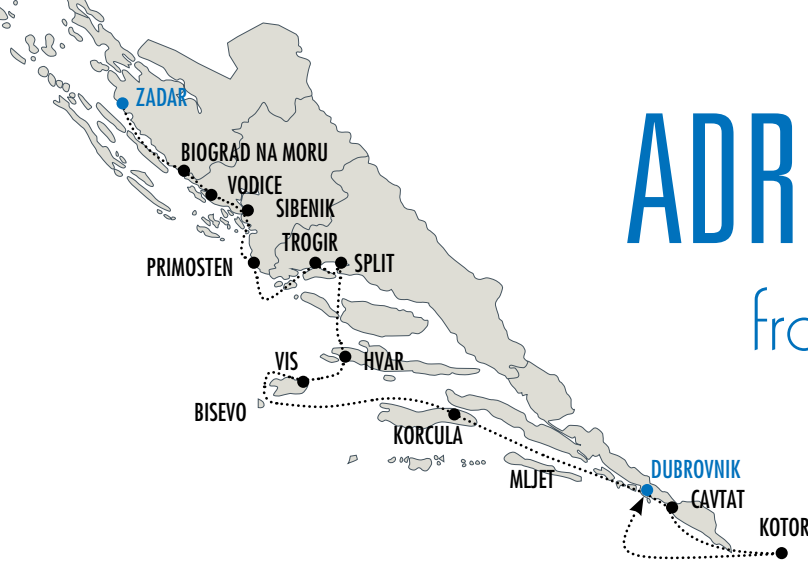 ZADAR
ADR
BIOGRAD NA MORU
VODICE
SIBENIK
TROGIR
PRIMOSTEN
SPLIT
fro
VIS
HVAR
BISEVO
KORCULA
MLJET
DUBROVNIK
CAVTAT
KOTOR